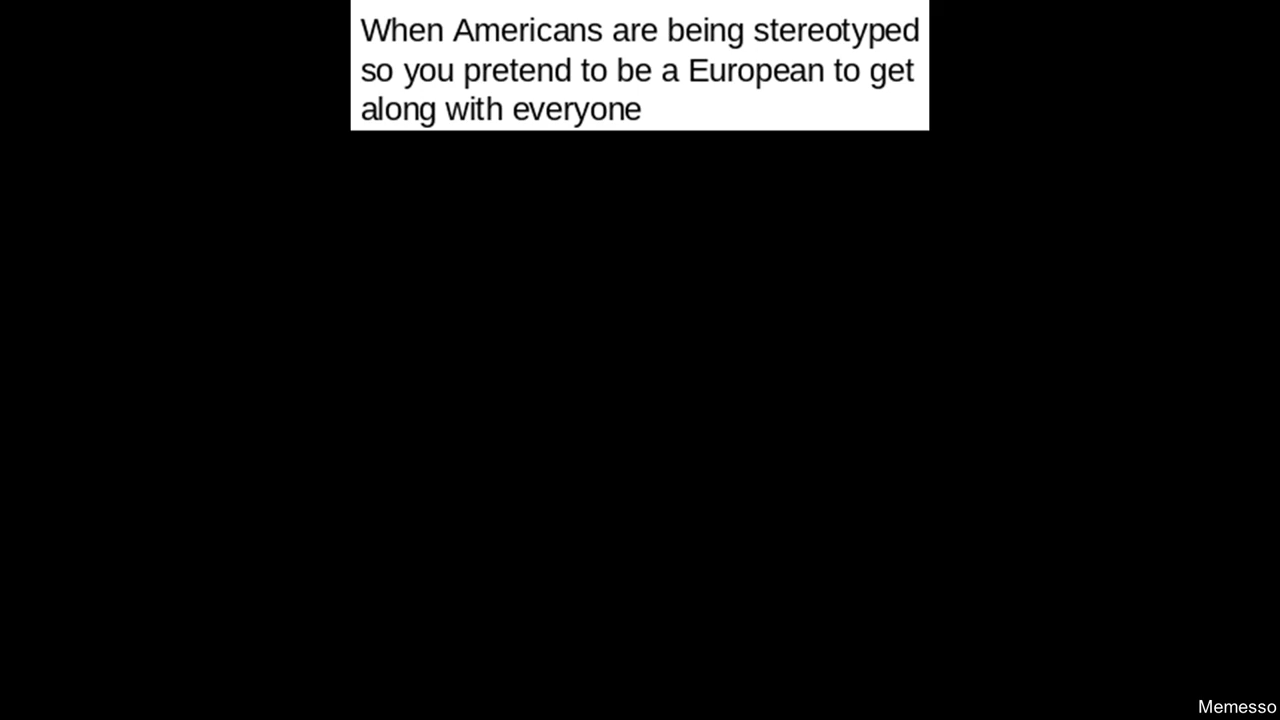 When Americans are being stereotyped
so you pretend to be a European to get
along with everyone
Memesso